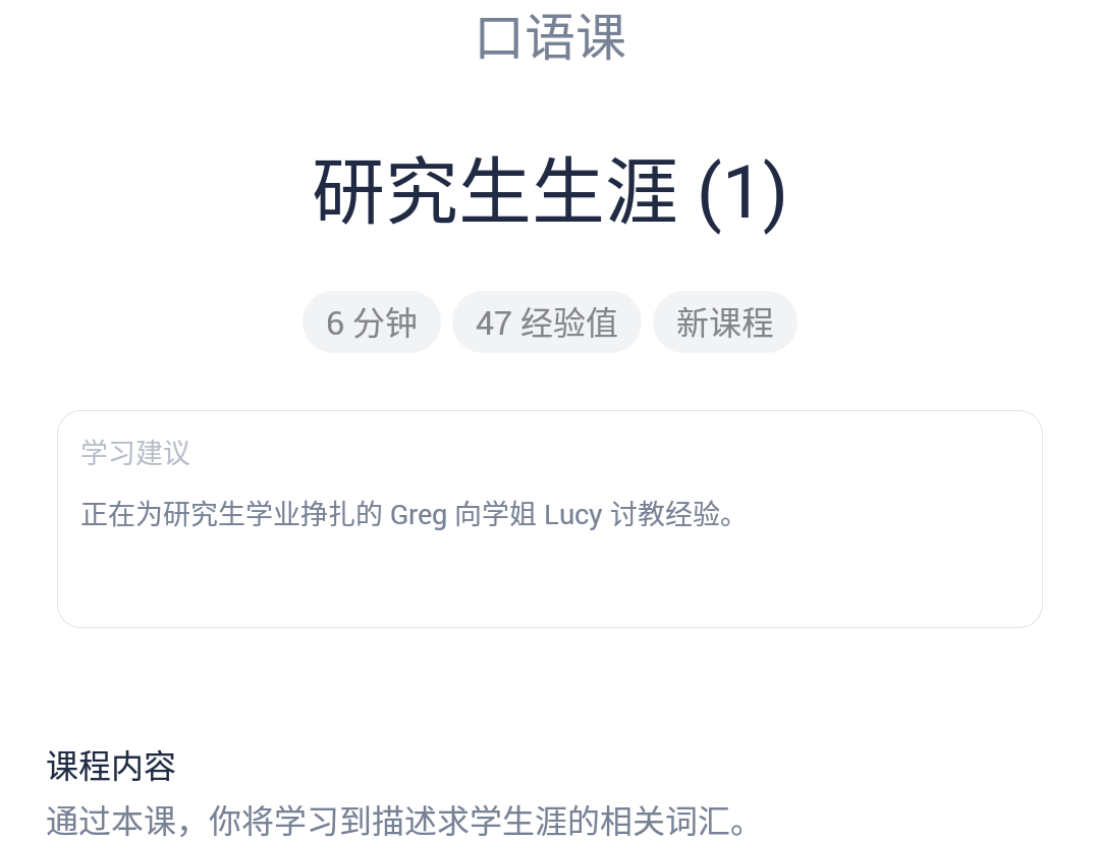 口语课
研究生生涯 (1)
6 分钟 47 经验值 新课程
学习建议
正在为研究生学业挣扎的 Greg 向学姐 Lucy 讨教经验。
课程内容
通过本课，你将学习到描述求学生涯的相关词汇。